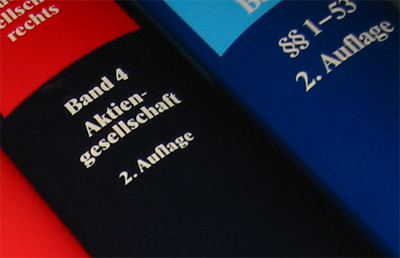 rechts
Band 4
Aktien-
gesellschaft
2. Auflage
§§ 1–53
2. Auflage